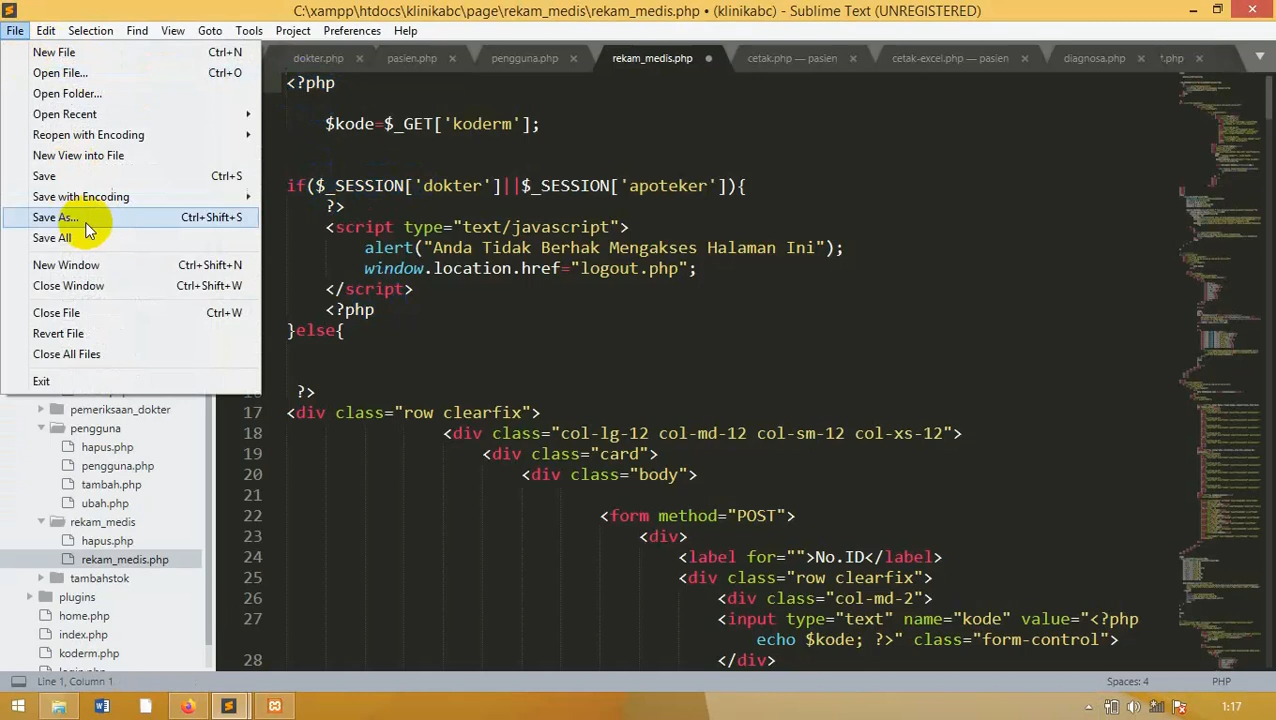 C:\xampp\htdocs\klinikabc\page\rekam_medis\rekam_medis.php • (klinikabc) - Sublime Text (UNREGISTERED)
File Edit Selection Find View Goto Tools Project Preferences Help
New File Ctrl+N
Open File... Ctrl+O
Open Folder...
Open Recent
Reopen with Encoding
New View into File
Save Ctrl+S
Save with Encoding
Save As... Ctrl+Shift+S
Save All
New Window Ctrl+Shift+N
Close Window Ctrl+Shift+W
Close File Ctrl+W
Revert File
Close All Files
Exit
pemeriksaan_dokter
pengguna
hapus.php
pengguna.php
tambah.php
ubah.php
rekam_medis
hapus.php
rekam_medis.php
tambahstok
plugins
home.php
index.php
koderm.php
dokter.php pasien.php pengguna.php rekam_medis.php cetak.php — pasien cetak-excel.php — pasien diagnosa.php *.php
<?php
$kode=$_GET['koderm'];
if($_SESSION['dokter']||$_SESSION['apoteker']){
?>
<script type="text/javascript">
alert("Anda Tidak Berhak Mengakses Halaman Ini");
window.location.href="logout.php";
</script>
<?php
}else{
?>
17 <div class="row clearfix">
18 <div class="col-lg-12 col-md-12 col-sm-12 col-xs-12">
19 <div class="card">
20 <div class="body">
21
22 <form method="POST">
23 <div>
24 <label for="">No.ID</label>
25 <div class="row clearfix">
26 <div class="col-md-2">
27 <input type="text" name="kode" value="<?php
echo $kode; ?>" class="form-control">
28 </div>
Line 1, Column 1 Spaces: 4 PHP
1:17